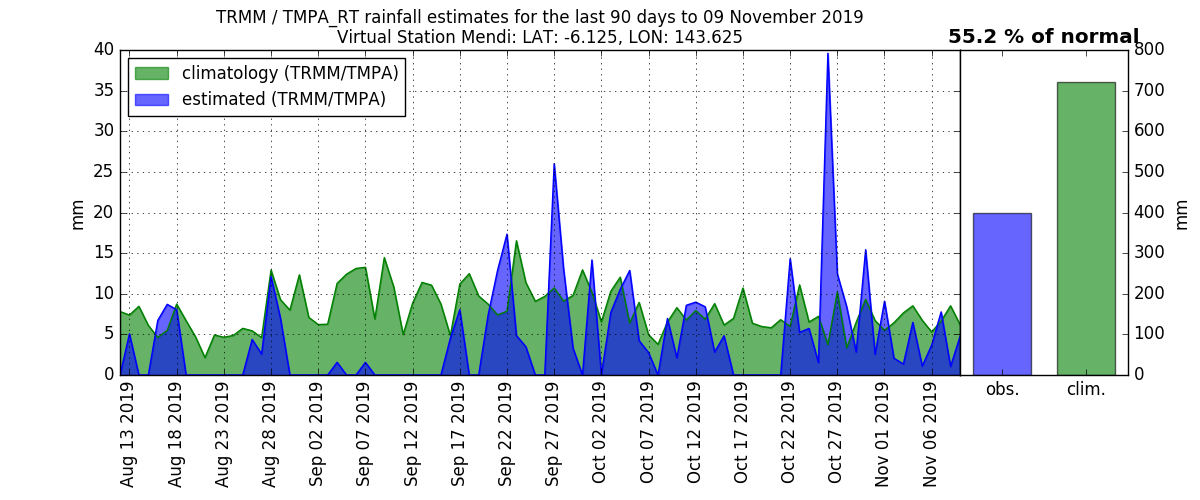 TRMM / TMPA_RT rainfall estimates for the last 90 days to 09 November 2019
Virtual Station Mendi: LAT: -6.125, LON: 143.625
55.2 % of normal
climatology (TRMM/TMPA)
estimated (TRMM/TMPA)
mm
40
35
30
25
20
15
10
5
0
Aug 13 2019
Aug 18 2019
Aug 23 2019
Aug 28 2019
Sep 02 2019
Sep 07 2019
Sep 12 2019
Sep 17 2019
Sep 22 2019
Sep 27 2019
Oct 02 2019
Oct 07 2019
Oct 12 2019
Oct 17 2019
Oct 22 2019
Oct 27 2019
Nov 01 2019
Nov 06 2019
obs.
clim.
800
700
600
500
400
300
200
100
0
mm